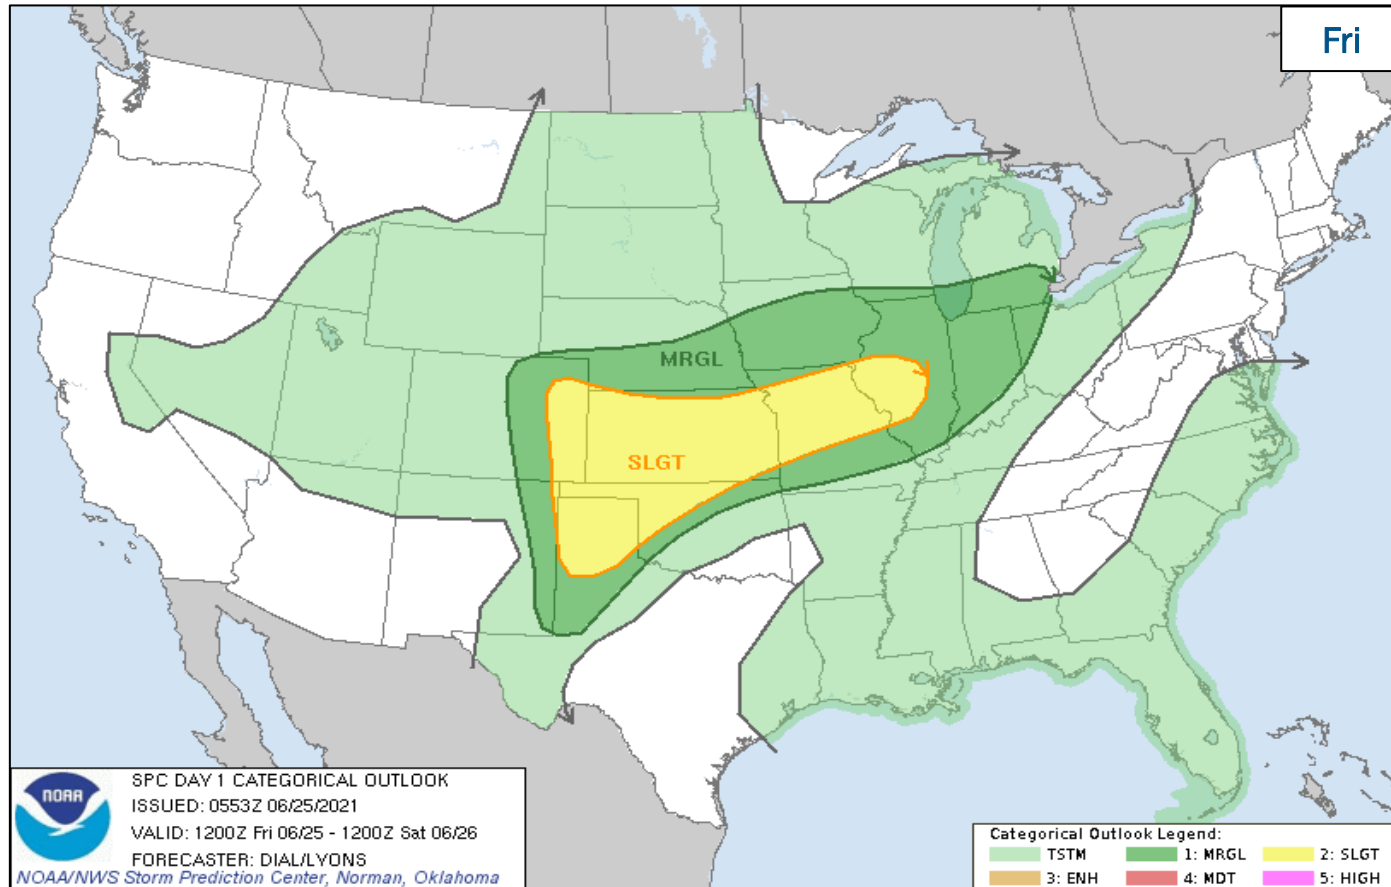 Fri
MRGL
SLGT
NOAA
SPC DAY 1 CATEGORICAL OUTLOOK
ISSUED: 0553Z 06/25/2021
VALID: 1200Z Fri 06/25 - 1200Z Sat 06/26
FORECASTER: DIAL/LYONS
NOAA/NWS Storm Prediction Center, Norman, Oklahoma
Categorical Outlook Legend:
TSTM 1: MRGL 2: SLGT
3: ENH 4: MDT 5: HIGH